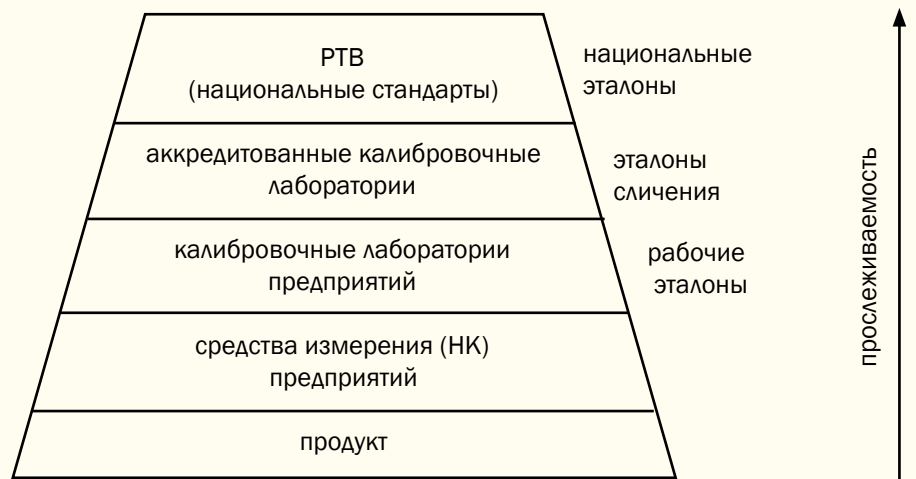 РТВ
(национальные стандарты)
национальные
эталоны
аккредитованные калибровочные
лаборатории
эталоны
сличения
калибровочные лаборатории
предприятий
рабочие
эталоны
средства измерения (НК)
предприятий
продукт
прослеживаемость